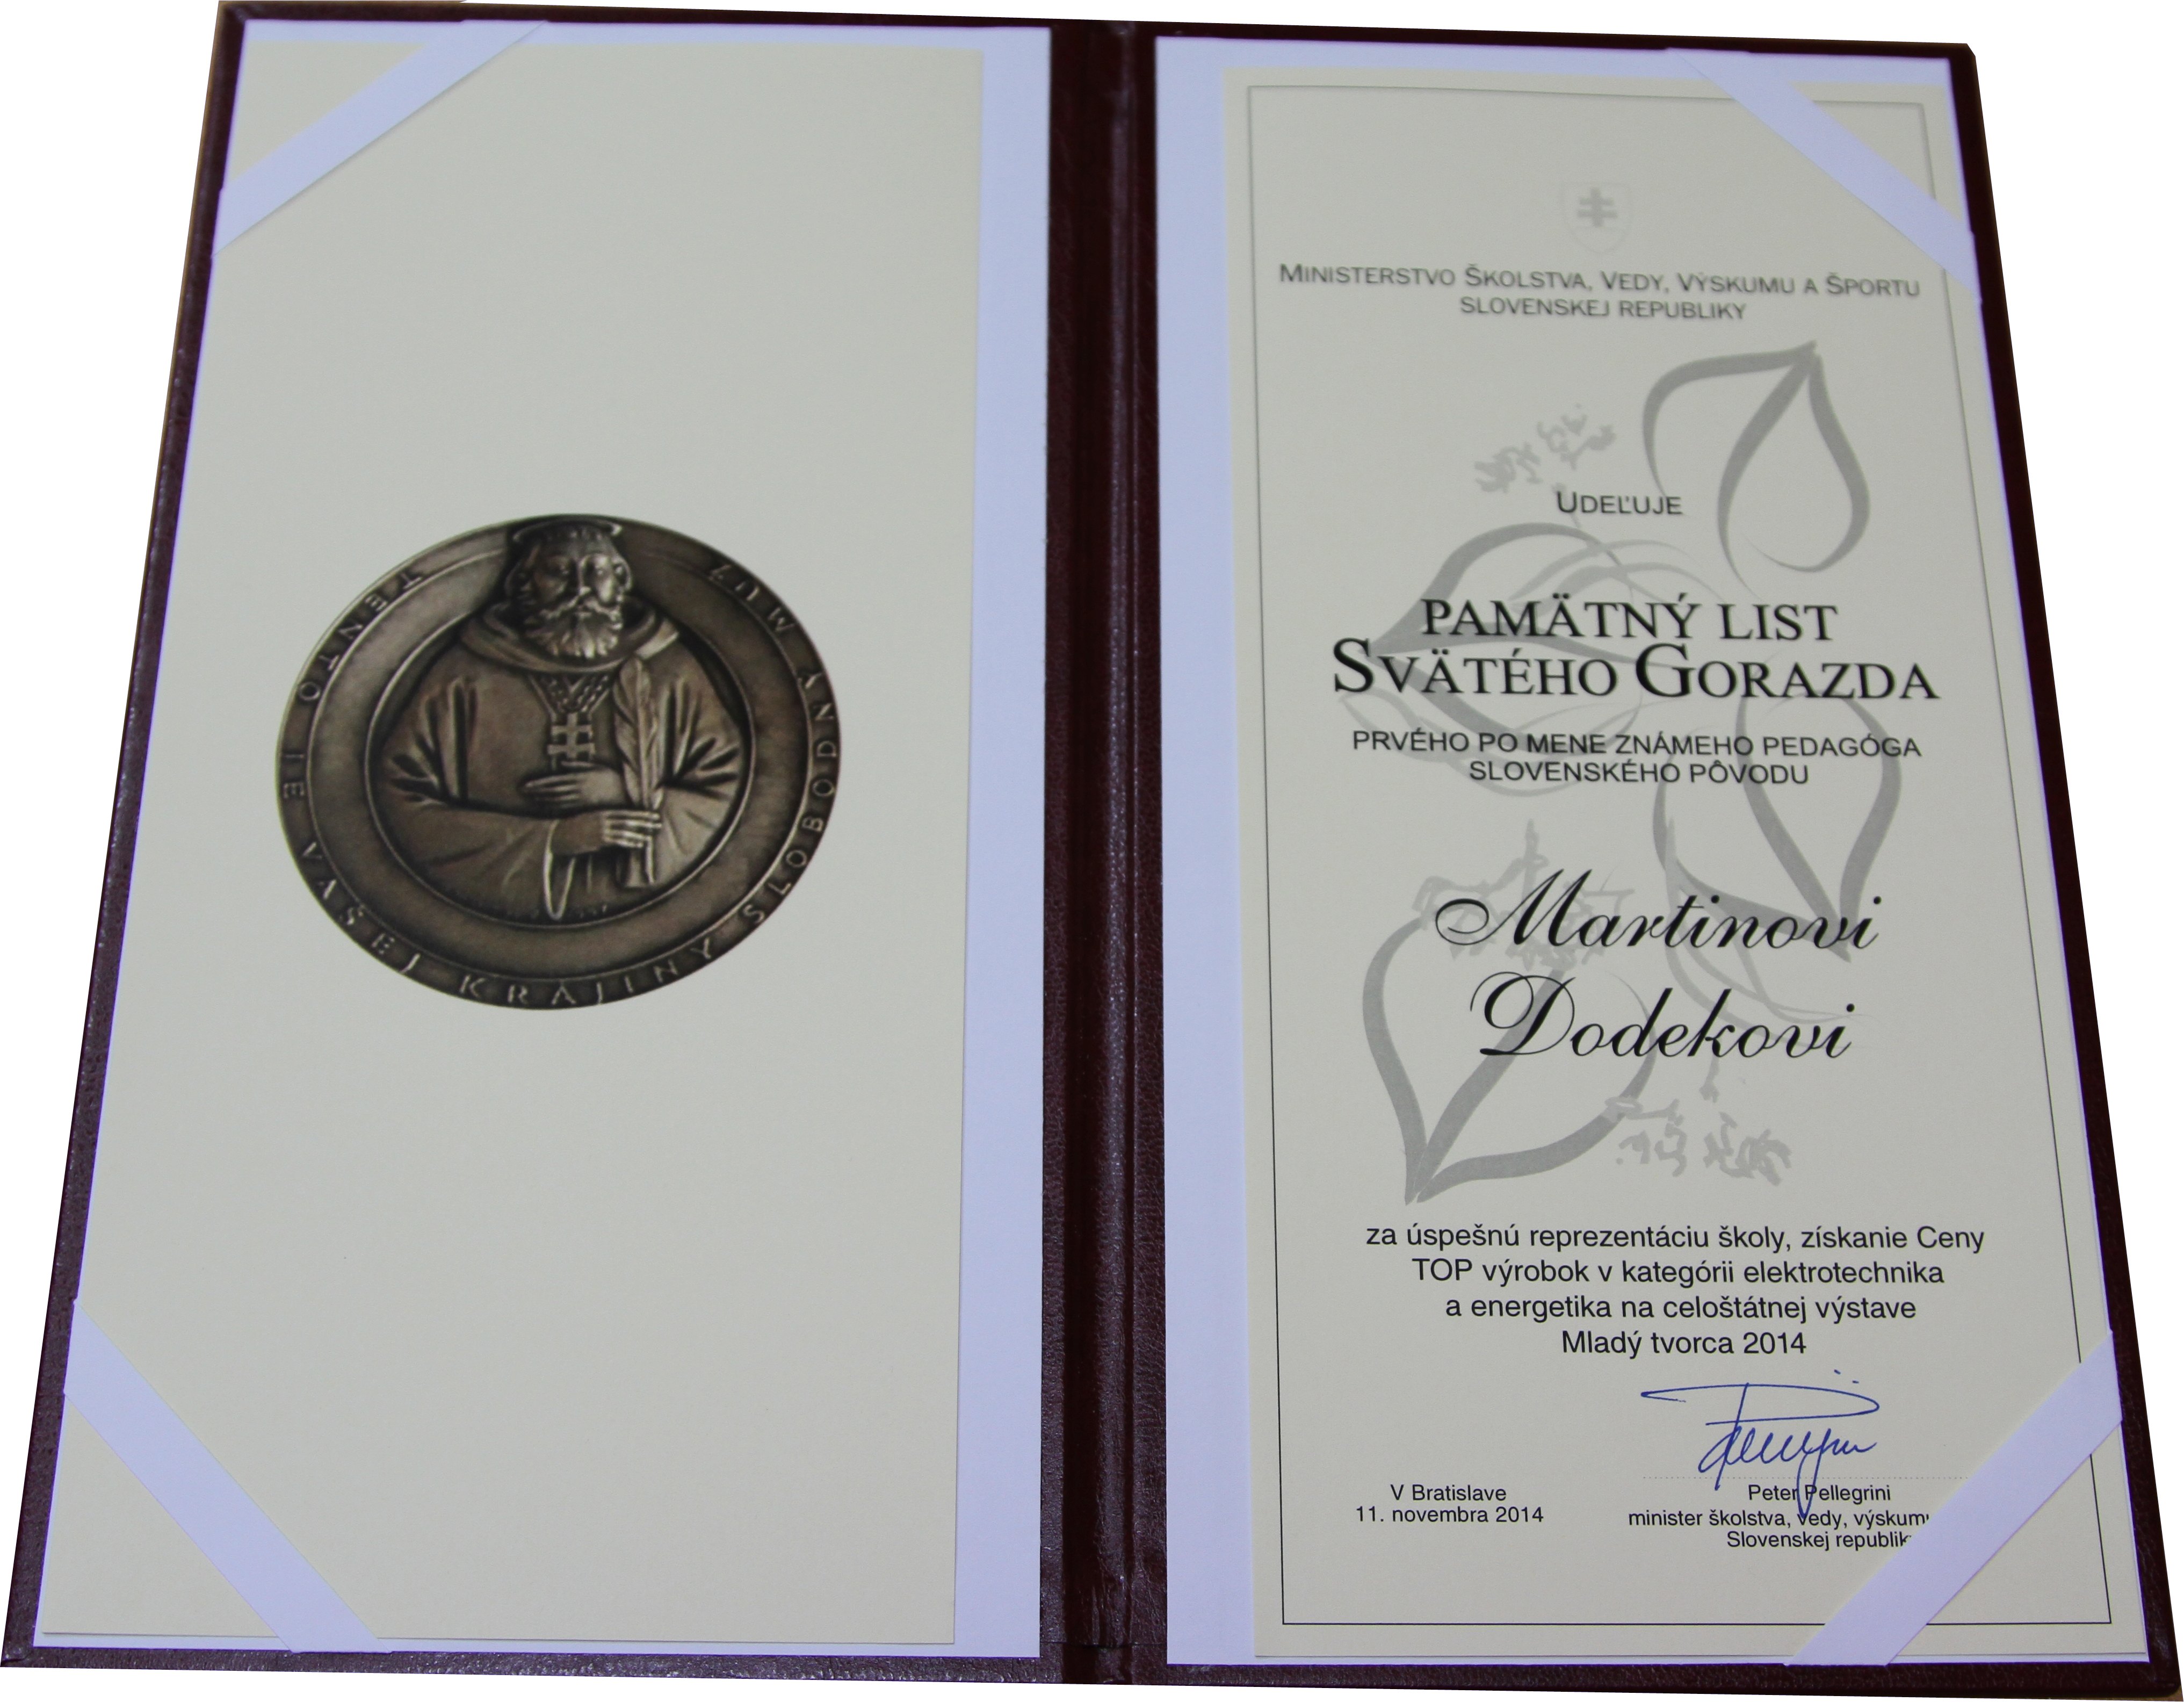 TENTO JE VAŠEJ KRAJINY SLOBODNÝ MUŽ
MINISTERSTVO ŠKOLSTVA, VEDY, VÝSKUMU A ŠPORTU
SLOVENSKEJ REPUBLIKY
UDEĽUJE
PAMÄTNÝ LIST
SVÄTÉHO GORAZDA
PRVÉHO PO MENE ZNÁMEHO PEDAGÓGA
SLOVENSKÉHO PÔVODU
Martinovi
Dodekovi
za úspešnú reprezentáciu školy, získanie Ceny
TOP výrobok v kategórii elektrotechnika
a energetika na celoštátnej výstave
Mladý tvorca 2014
V Bratislave
11. novembra 2014
Peter Pellegrini
minister školstva, vedy, výskumu
Slovenskej republik